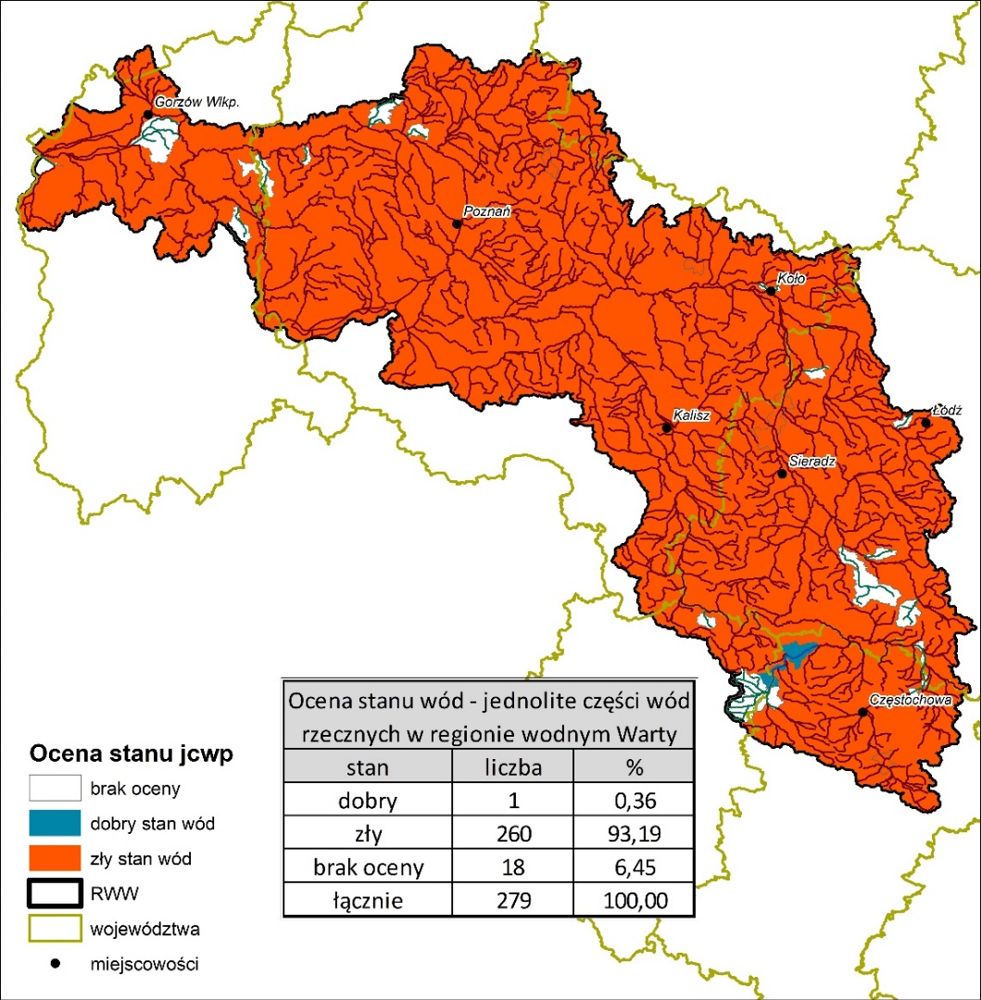 Gorzów Wlkp.
Poznań
Koło
Łódź
Kalisz
Sieradz
Częstochowa
Ocena stanu wód - jednolite części wód
rzecznych w regionie wodnym Warty
stan liczba %
dobry 1 0,36
zły 260 93,19
brak oceny 18 6,45
łącznie 279 100,00
Ocena stanu jcwp
brak oceny
dobry stan wód
zły stan wód
RWW
województwa
miejscowości